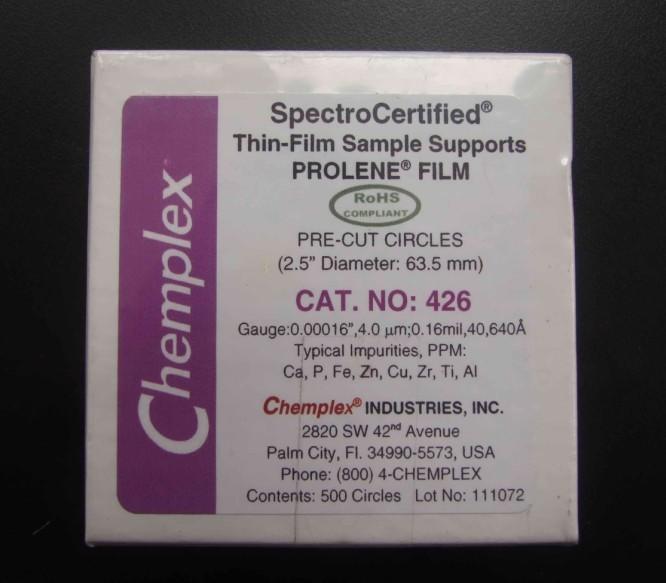 Chemplex
SpectroCertified®
Thin-Film Sample Supports
PROLENE® FILM
RoHS
COMPLIANT
PRE-CUT CIRCLES
(2.5" Diameter: 63.5 mm)
CAT. NO: 426
Gauge:0.00016",4.0 µm;0.16mil,40,640Å
Typical Impurities, PPM:
Ca, P, Fe, Zn, Cu, Zr, Ti, Al
Chemplex® INDUSTRIES, INC.
2820 SW 42nd Avenue
Palm City, Fl. 34990-5573, USA
Phone: (800) 4-CHEMPLEX
Contents: 500 Circles Lot No: 111072